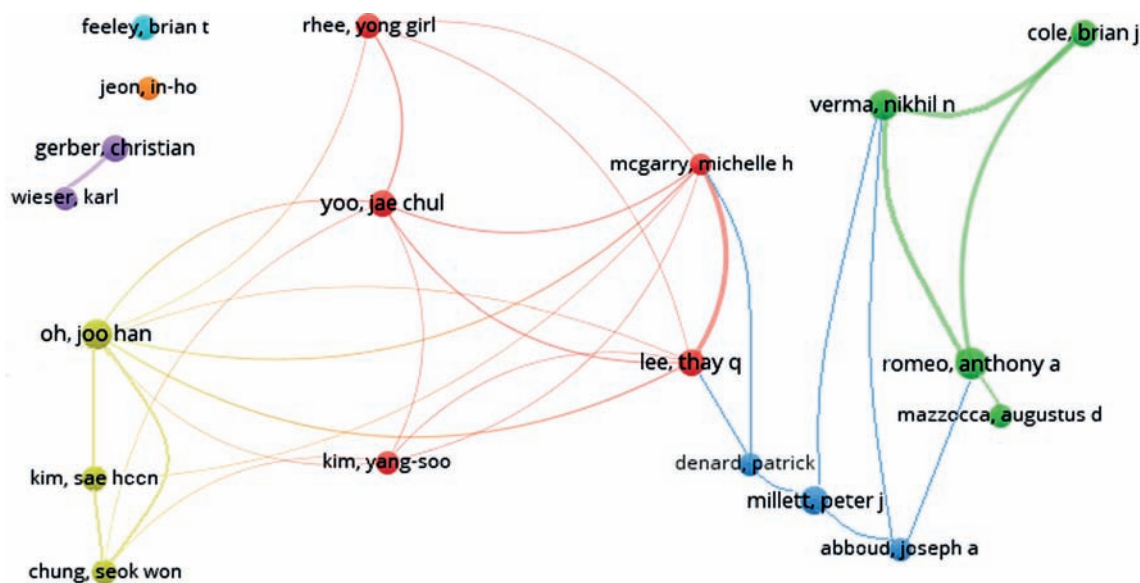 feeley, brian t
rhee, yong girl
cole, brian j
jeon, in-ho
verma, nikhil n
gerber, christian
mcgarry, michelle h
wieser, karl
yoo, jae chul
oh, joo han
lee, thay q
romeo, anthony a
mazzocca, augustus d
kim, yang-soo
denard, patrick
kim, sae hccn
millett, peter j
abboud, joseph a
chung, seok won